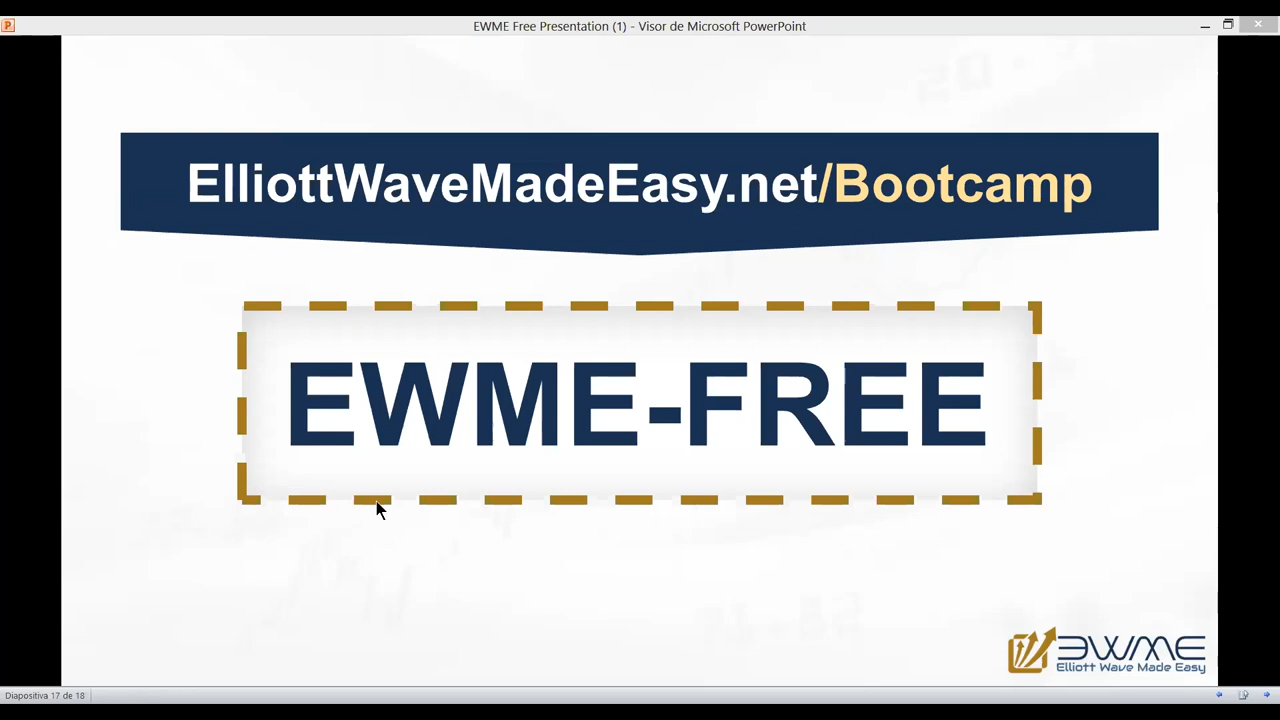 EWME Free Presentation (1) - Visor de Microsoft PowerPoint
ElliottWaveMadeEasy.net/Bootcamp
EWME-FREE
EWME
Elliott Wave Made Easy
Diapositiva 17 de 18